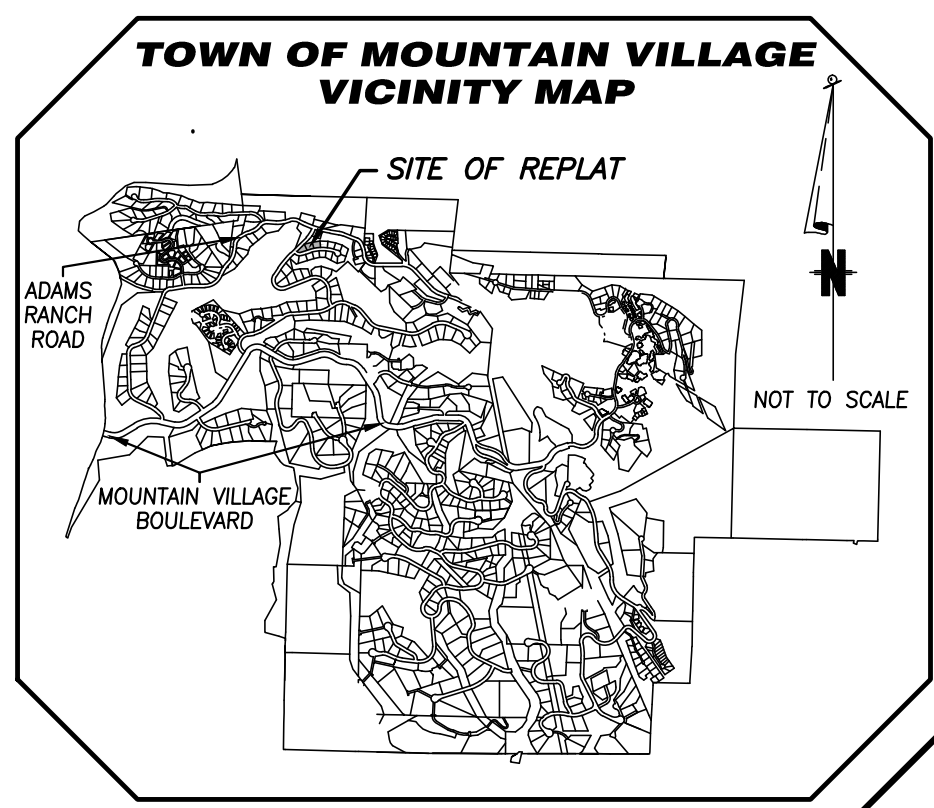 TOWN OF MOUNTAIN VILLAGE
VICINITY MAP
SITE OF REPLAT
ADAMS
RANCH
ROAD
N
NOT TO SCALE
MOUNTAIN VILLAGE
BOULEVARD